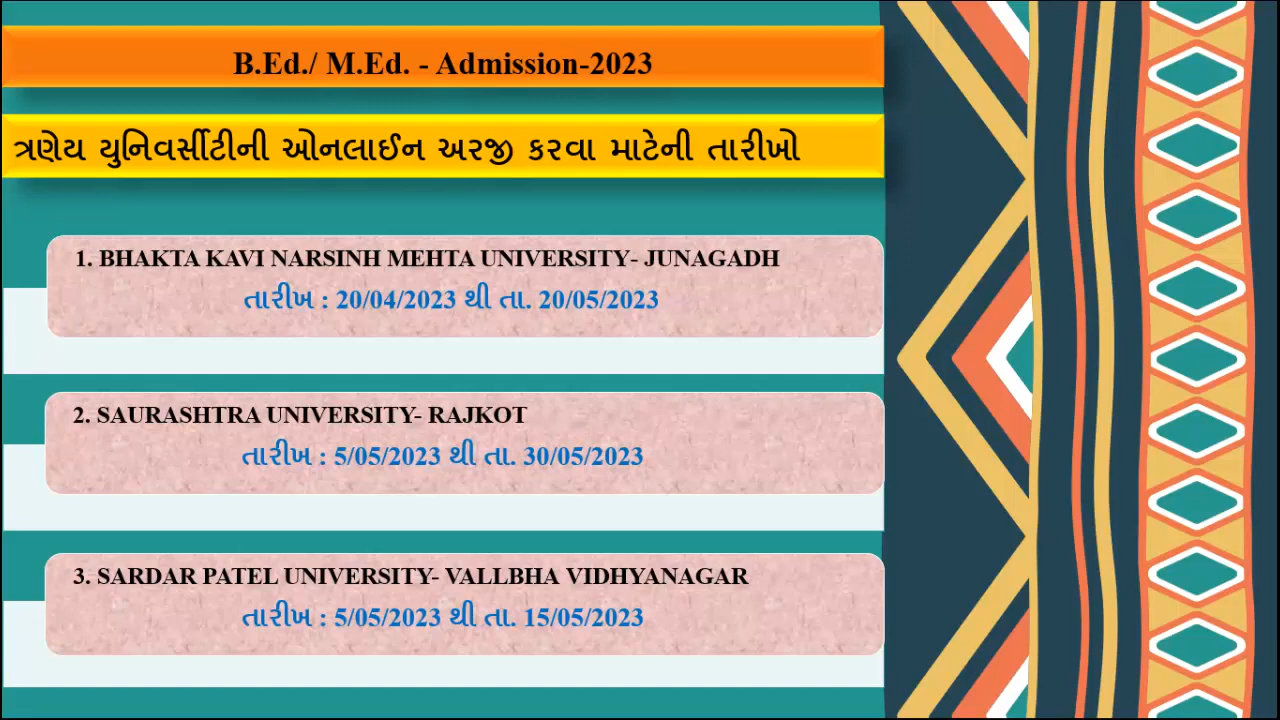 B.Ed./ M.Ed. - Admission-2023
ત્રણેય યુનિવર્સીટીની ઓનલાઈન અરજી કરવા માટેની તારીખો
1. BHAKTA KAVI NARSINH MEHTA UNIVERSITY- JUNAGADH
તારીખ : 20/04/2023 થી તા. 20/05/2023
2. SAURASHTRA UNIVERSITY- RAJKOT
તારીખ : 5/05/2023 થી તા. 30/05/2023
3. SARDAR PATEL UNIVERSITY- VALLBHA VIDHYANAGAR
તારીખ : 5/05/2023 થી તા. 15/05/2023